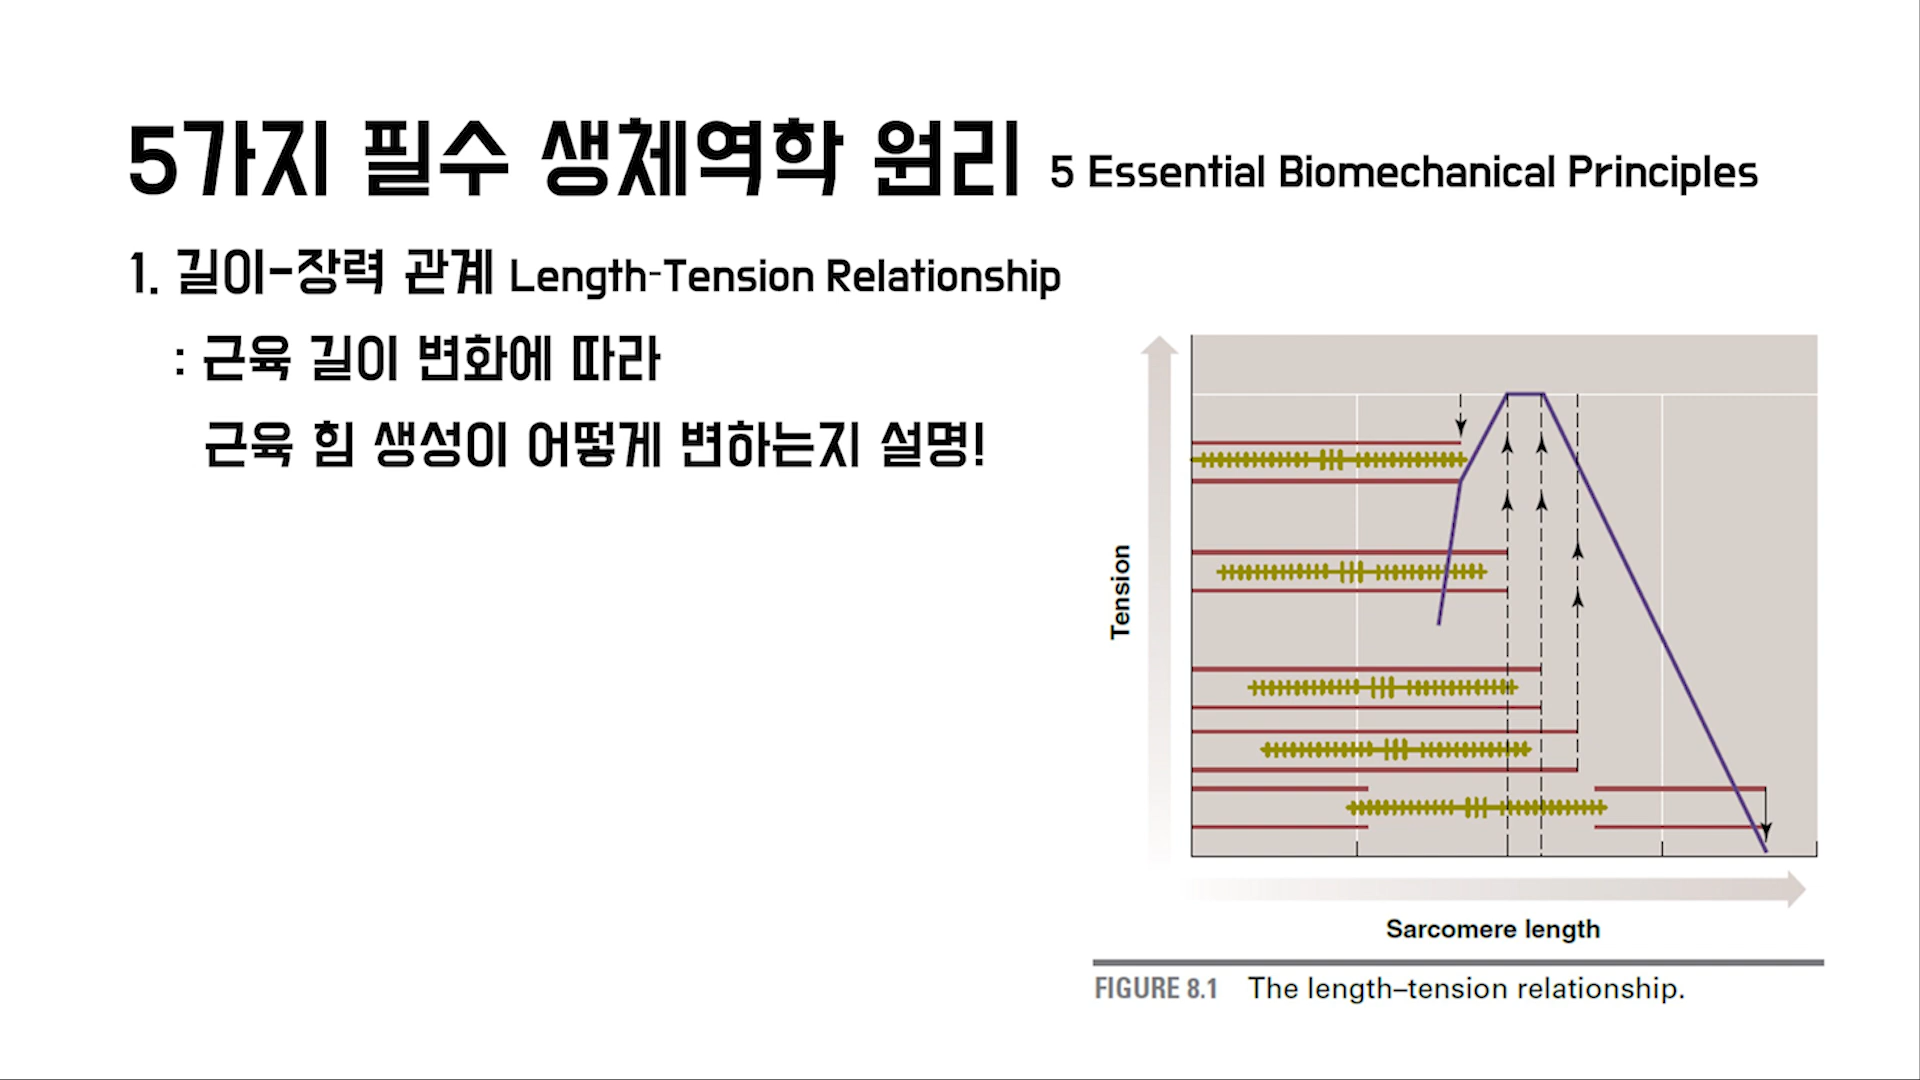 5가지 필수 생체역학 원리 5 Essential Biomechanical Principles
1. 길이-장력 관계 Length-Tension Relationship
: 근육 길이 변화에 따라
근육 힘 생성이 어떻게 변하는지 설명!
Tension
Sarcomere length
FIGURE 8.1 The length–tension relationship.